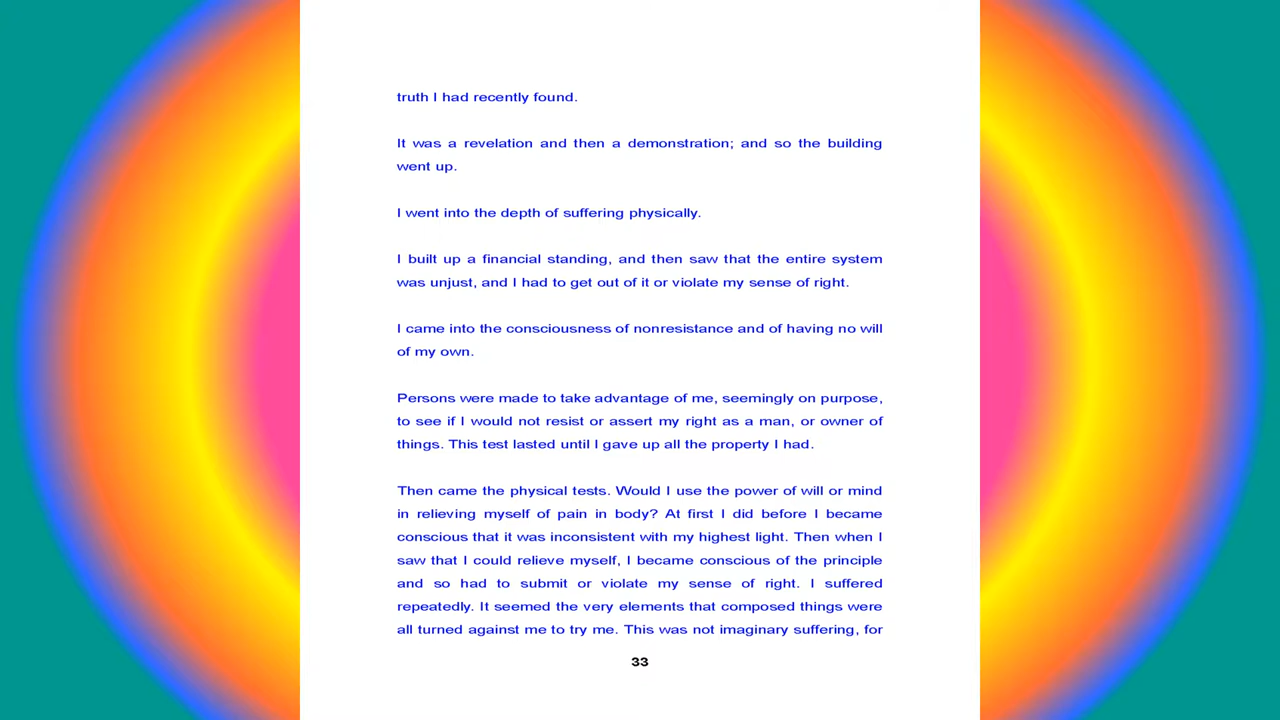 truth I had recently found.
It was a revelation and then a demonstration; and so the building
went up.
I went into the depth of suffering physically.
I built up a financial standing, and then saw that the entire system
was unjust, and I had to get out of it or violate my sense of right.
I came into the consciousness of nonresistance and of having no will
of my own.
Persons were made to take advantage of me, seemingly on purpose,
to see if I would not resist or assert my right as a man, or owner of
things. This test lasted until I gave up all the property I had.
Then came the physical tests. Would I use the power of will or mind
in relieving myself of pain in body? At first I did before I became
conscious that it was inconsistent with my highest light. Then when I
saw that I could relieve myself, I became conscious of the principle
and so had to submit or violate my sense of right. I suffered
repeatedly. It seemed the very elements that composed things were
all turned against me to try me. This was not imaginary suffering, for
33